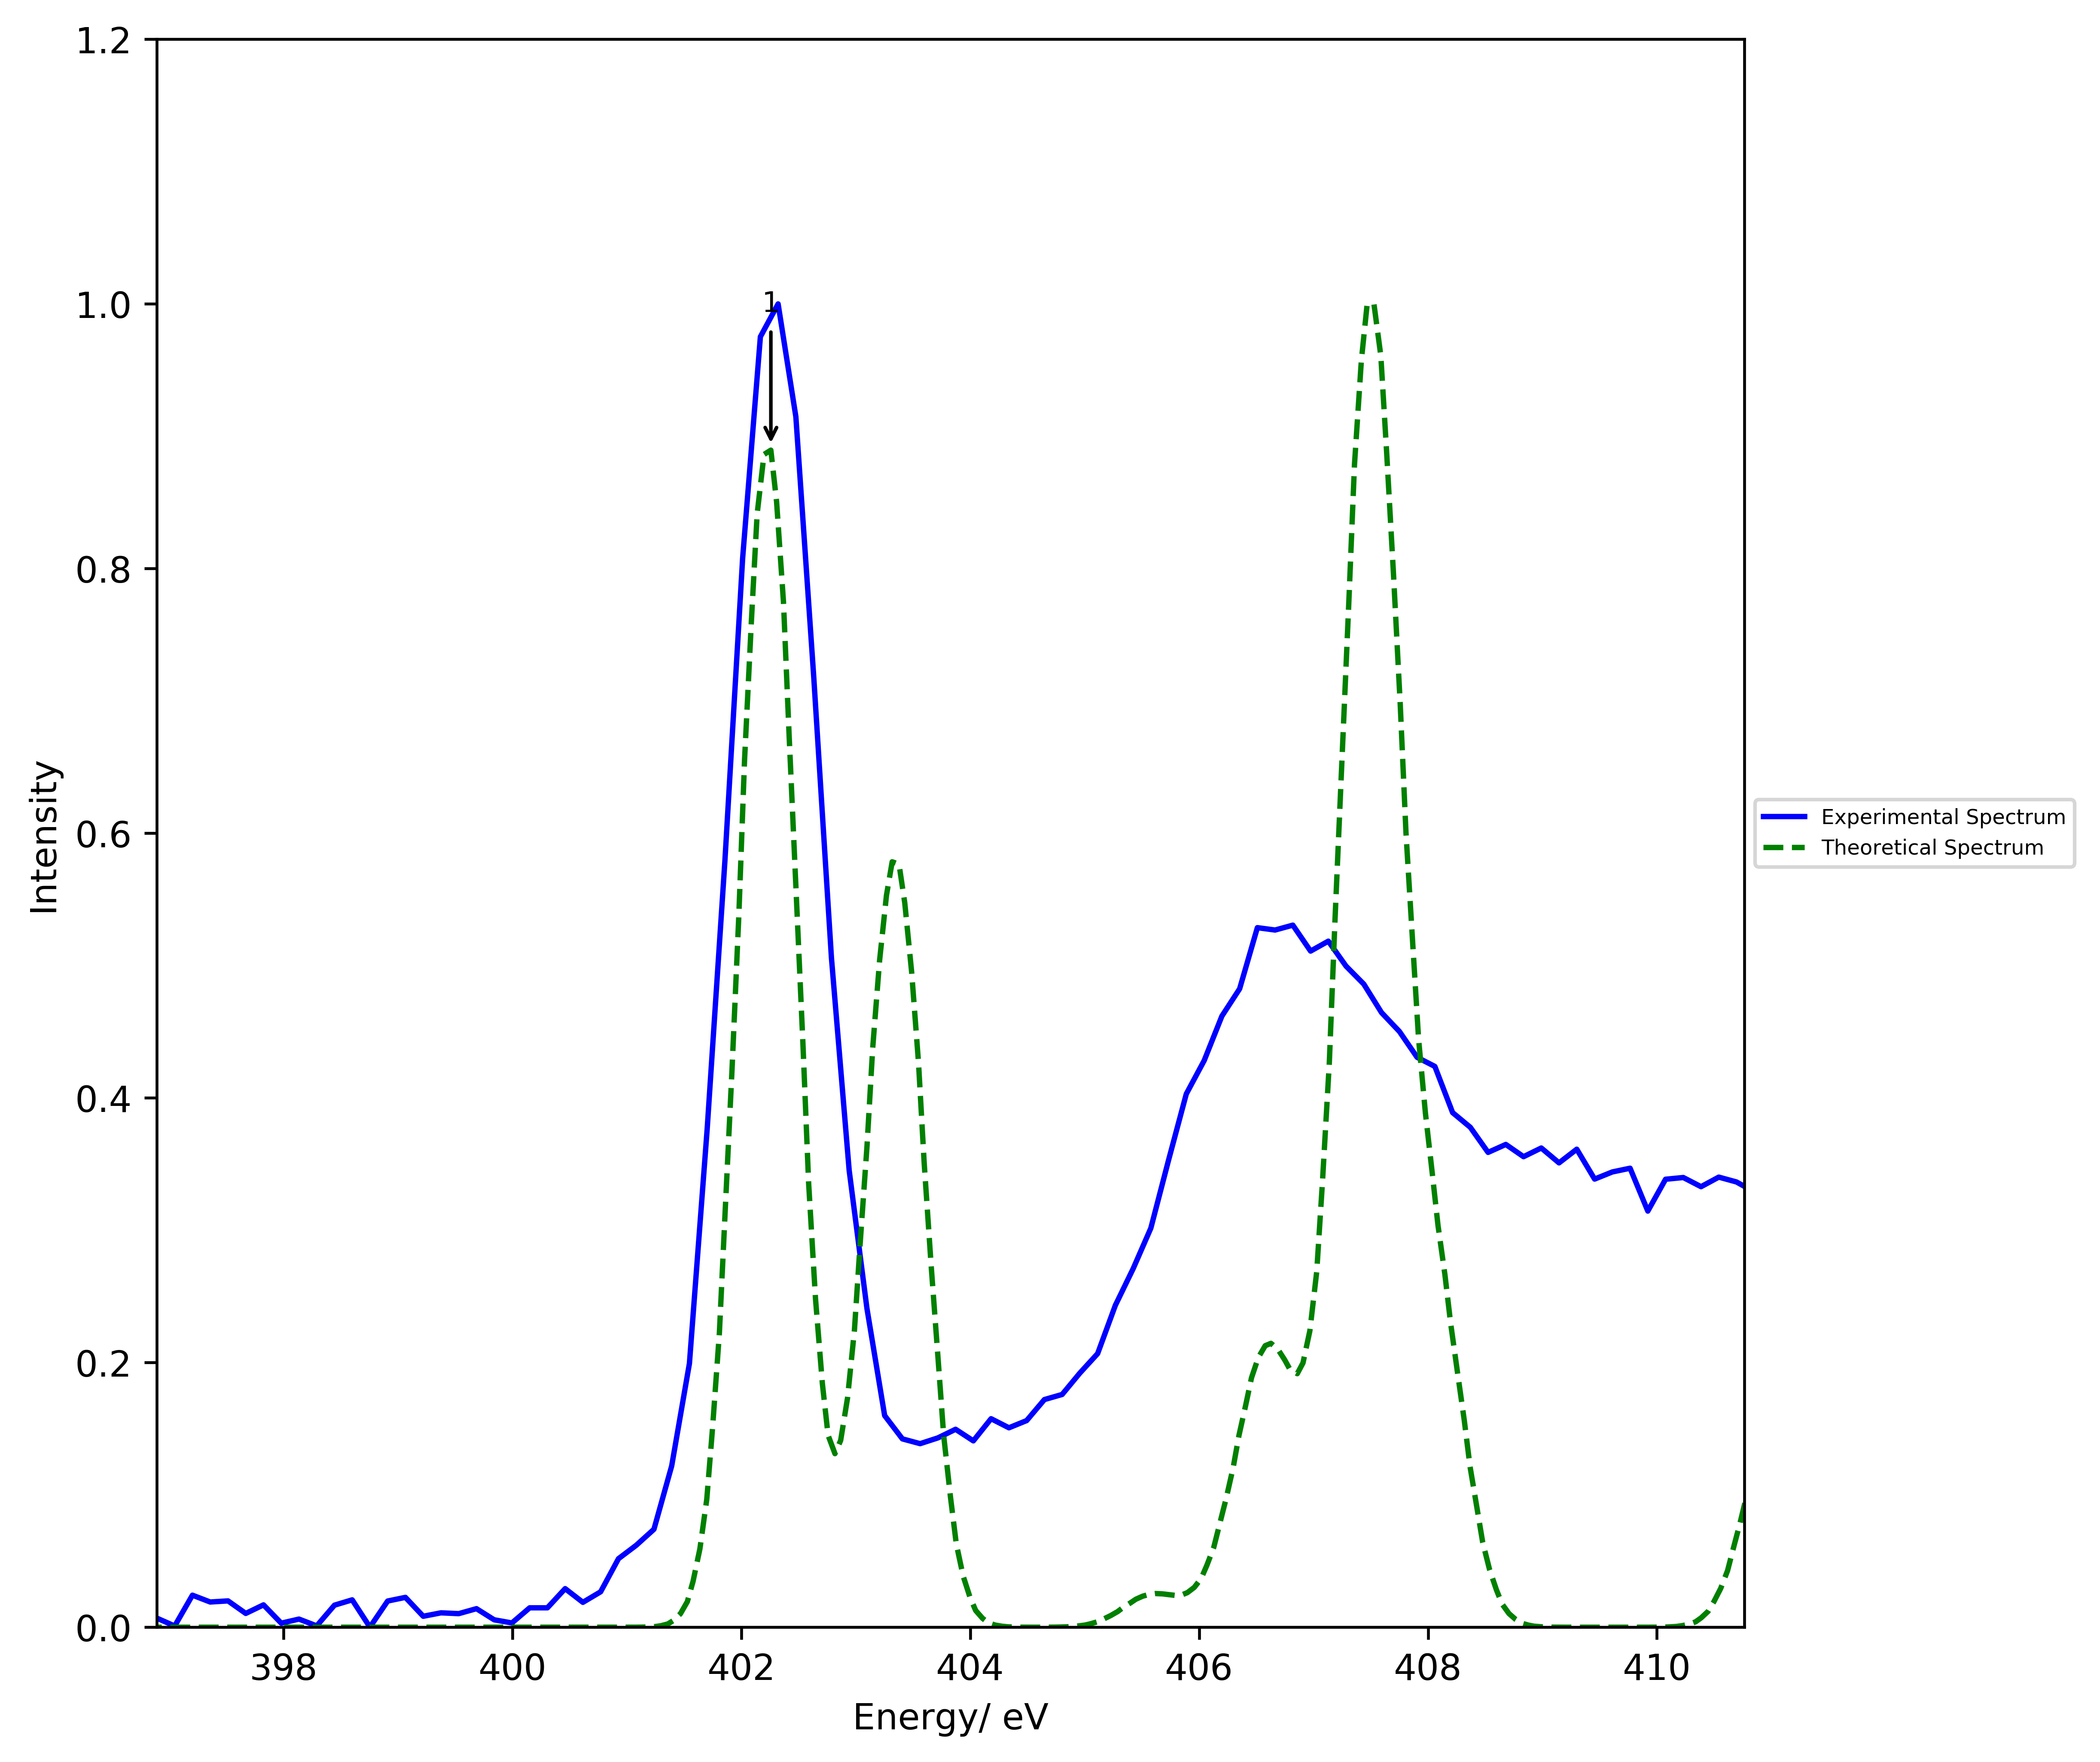 1.2
1.0
0.8
0.6
0.4
0.2
0.0
Intensity
1
398 400 402 404 406 408 410
Energy/ eV
Experimental Spectrum
Theoretical Spectrum